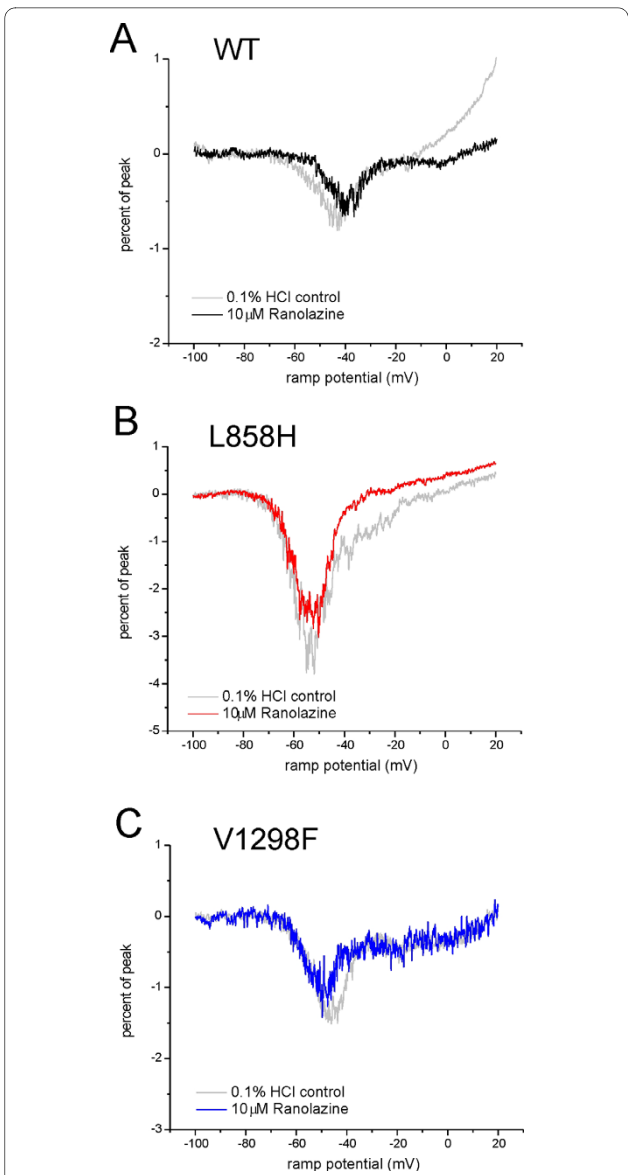 A
WT
1
0
-1
-2
percent of peak
0.1% HCl control
10μM Ranolazine
-100 -80 -60 -40 -20 0 20
ramp potential (mV)
B
L858H
1
0
-1
-2
-3
-4
-5
percent of peak
0.1% HCl control
10μM Ranolazine
-100 -80 -60 -40 -20 0 20
ramp potential (mV)
C
V1298F
1
0
-1
-2
-3
percent of peak
0.1% HCl control
10μM Ranolazine
-100 -80 -60 -40 -20 0 20
ramp potential (mV)